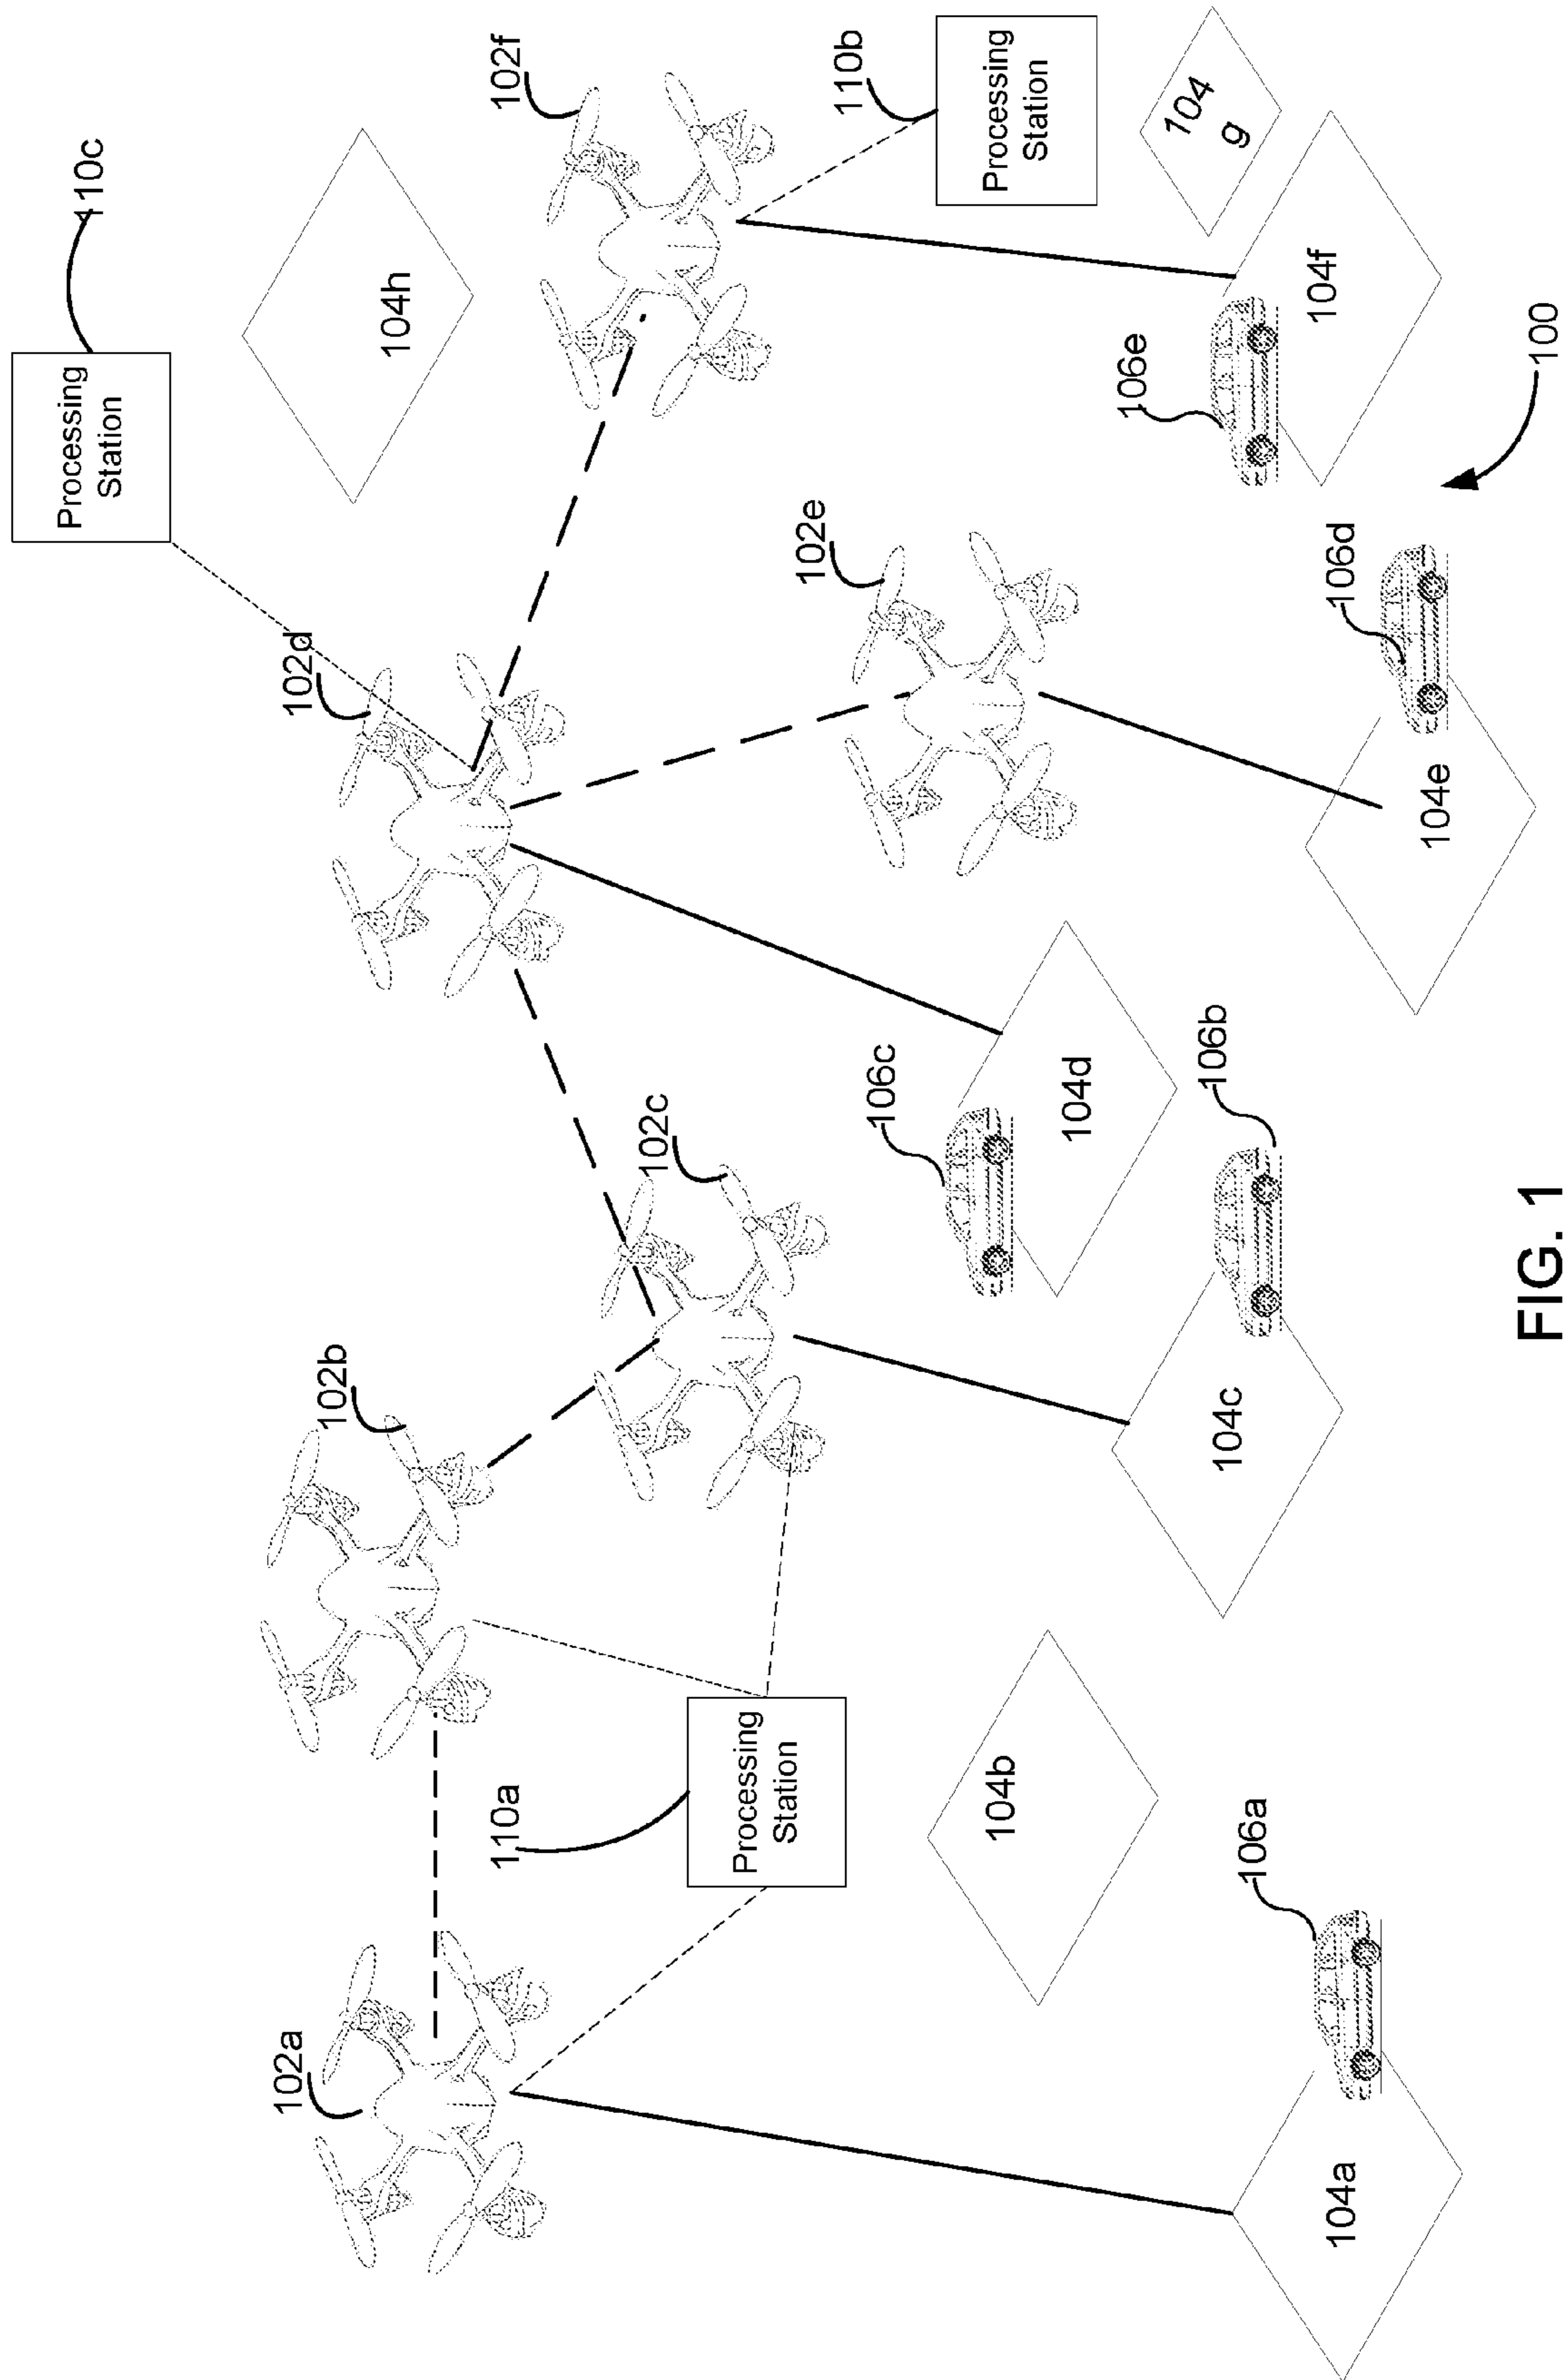 110c
Processing
Station
102f
104h
102d
110b
Processing
Station
102b
102a
102e
104
g
102c
110a
Processing
Station
106e
104f
106c
104d
106d
104b
106b
104e
104c
106a
104a
100
FIG. 1